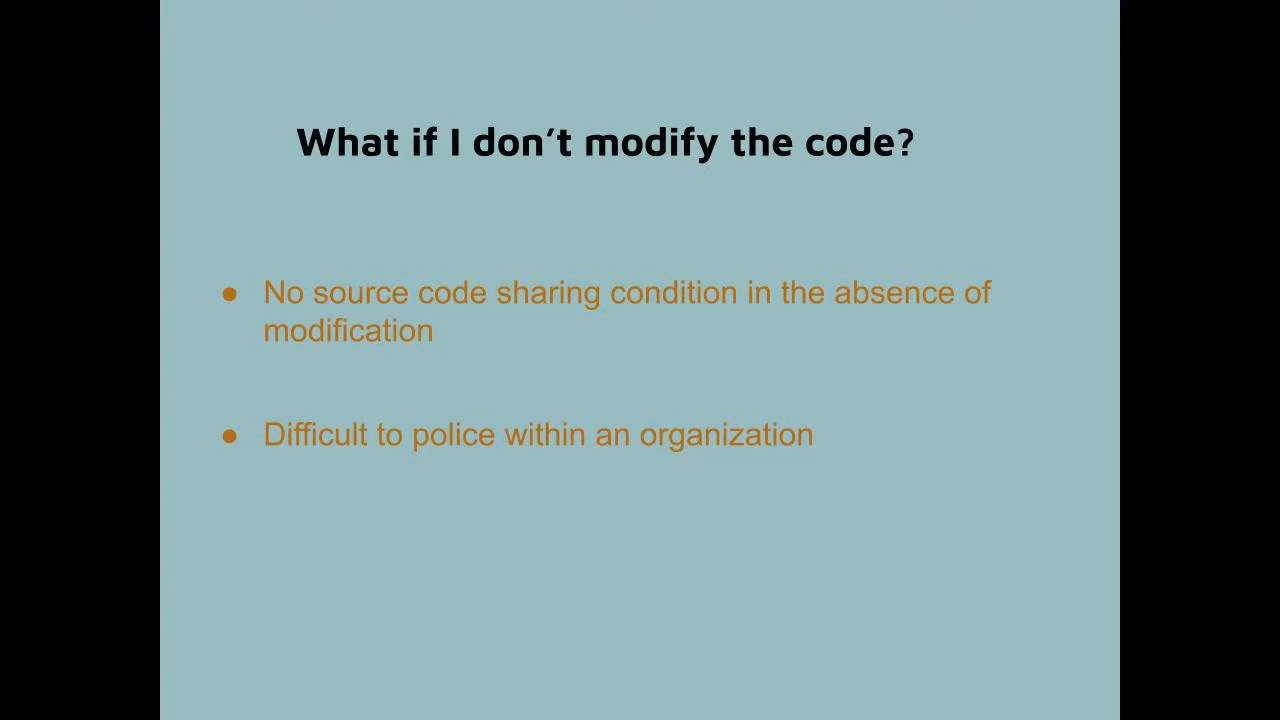 What if I don’t modify the code?
● No source code sharing condition in the absence of
modification
● Difficult to police within an organization